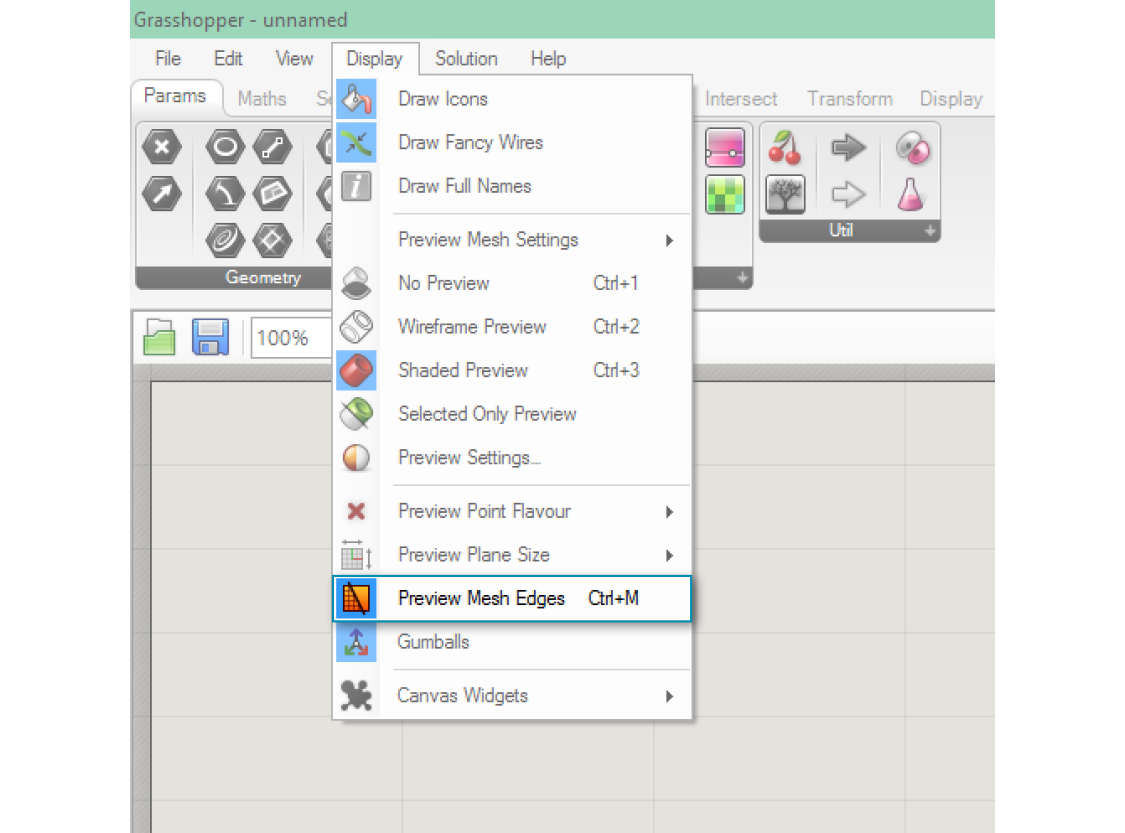 Grasshopper - unnamed
File Edit View Display Solution Help
Params Maths Intersect Transform Display
Draw Icons
Draw Fancy Wires
Draw Full Names
Util
Preview Mesh Settings
Geometry
No Preview Ctrl+1
100%
Wireframe Preview Ctrl+2
Shaded Preview Ctrl+3
Selected Only Preview
Preview Settings...
Preview Point Flavour
Preview Plane Size
Preview Mesh Edges Ctrl+M
Gumballs
Canvas Widgets